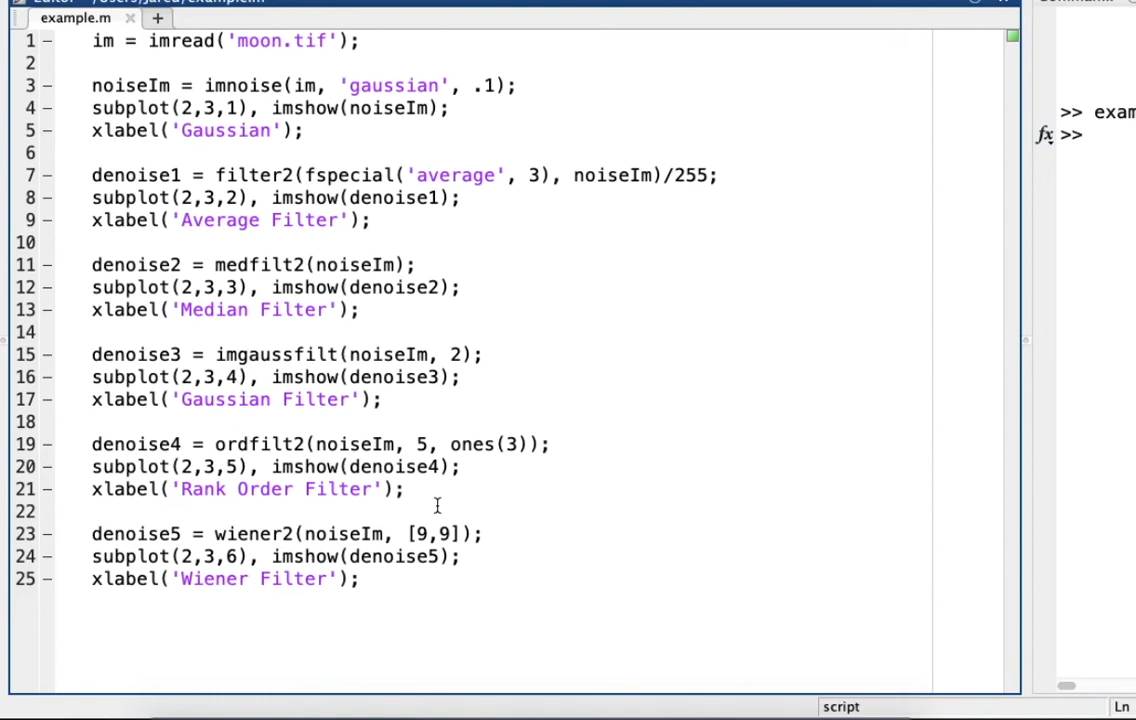 Editor - /Users/jared/example.m
example.m × +
1 - im = imread('moon.tif');
2
3 - noiseIm = imnoise(im, 'gaussian', .1);
4 - subplot(2,3,1), imshow(noiseIm);
5 - xlabel('Gaussian');
6
7 - denoise1 = filter2(fspecial('average', 3), noiseIm)/255;
8 - subplot(2,3,2), imshow(denoise1);
9 - xlabel('Average Filter');
10
11 - denoise2 = medfilt2(noiseIm);
12 - subplot(2,3,3), imshow(denoise2);
13 - xlabel('Median Filter');
14
15 - denoise3 = imgaussfilt(noiseIm, 2);
16 - subplot(2,3,4), imshow(denoise3);
17 - xlabel('Gaussian Filter');
18
19 - denoise4 = ordfilt2(noiseIm, 5, ones(3));
20 - subplot(2,3,5), imshow(denoise4);
21 - xlabel('Rank Order Filter');
22
23 - denoise5 = wiener2(noiseIm, [9,9]);
24 - subplot(2,3,6), imshow(denoise5);
25 - xlabel('Wiener Filter');
>> exam
fx >>
script
Ln